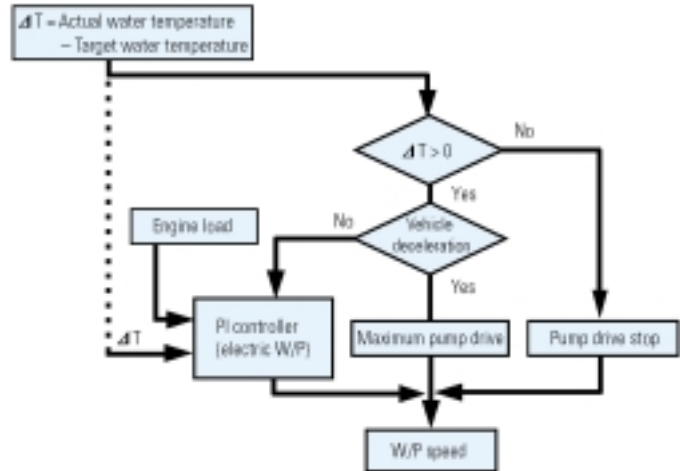 ΔT = Actual water temperature
– Target water temperature
ΔT > 0
No
Yes
Engine load
No
Vehicle
deceleration
Yes
PI controller
(electric W/P)
ΔT
Maximum pump drive
Pump drive stop
W/P speed